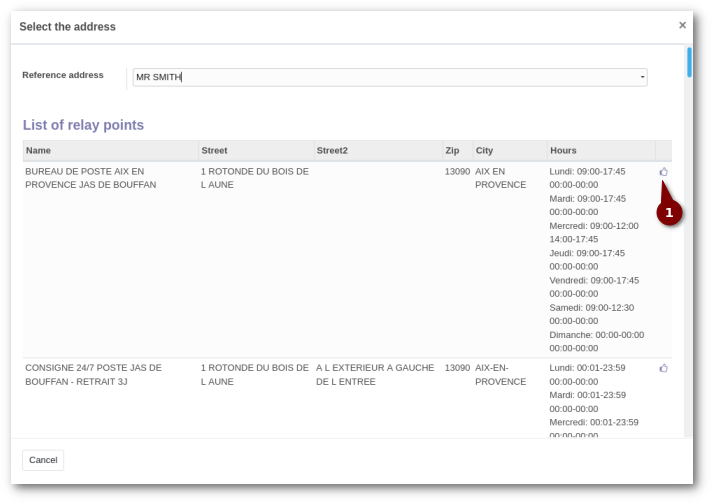 Select the address
×
Reference address
MR SMITH
List of relay points
Name Street Street2 Zip City Hours
BUREAU DE POSTE AIX EN 1 ROTONDE DU BOIS DE 13090 AIX EN Lundi: 09:00-17:45
PROVENCE JAS DE BOUFFAN L AUNE PROVENCE 00:00-00:00
Mardi: 09:00-17:45
00:00-00:00
1
Mercredi: 09:00-12:00
14:00-17:45
Jeudi: 09:00-17:45
00:00-00:00
Vendredi: 09:00-17:45
00:00-00:00
Samedi: 09:00-12:30
00:00-00:00
Dimanche: 00:00-00:00
00:00-00:00
CONSIGNE 24/7 POSTE JAS DE 1 ROTONDE DU BOIS DE A L EXTERIEUR A GAUCHE 13090 AIX-EN- Lundi: 00:01-23:59
BOUFFAN - RETRAIT 3J L AUNE DE L ENTREE PROVENCE 00:00-00:00
Mardi: 00:01-23:59
00:00-00:00
Mercredi: 00:01-23:59
00:00-00:00
Cancel